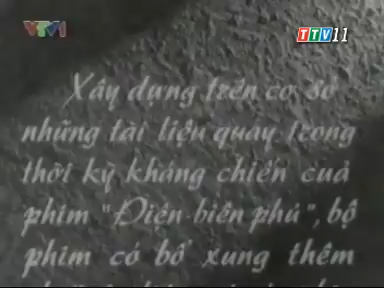 VTV1
TTV11
Xây dựng trên cơ sở
những tài liệu quay trong
thời kỳ kháng chiến cuả
phim "Điện-biên phủ", bộ
phim có bổ xung thêm